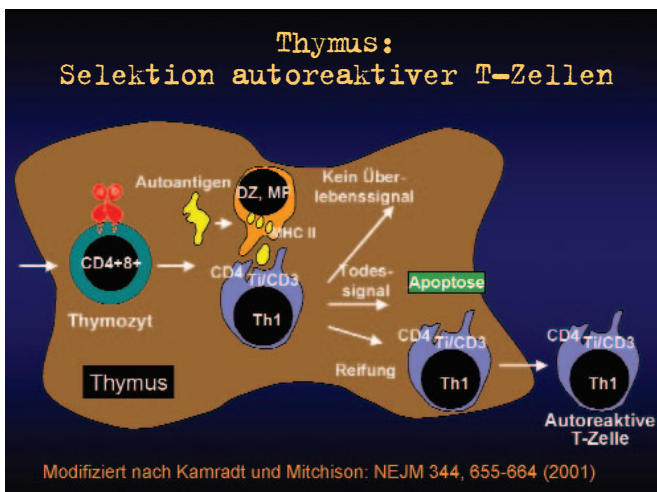 Thymus:
Selektion autoreaktiver T-Zellen
Autoantigen
DZ, MP
MHC II
Kein Über-
lebenssignal
CD4+8+
Thymozyt
CD4
Ti/CD3
Th1
Todes-
signal
Apoptose
Reifung
CD4
Ti/CD3
Th1
CD4
Ti/CD3
Th1
Autoreaktive
T-Zelle
Thymus
Modifiziert nach Kamradt und Mitchison: NEJM 344, 655-664 (2001)